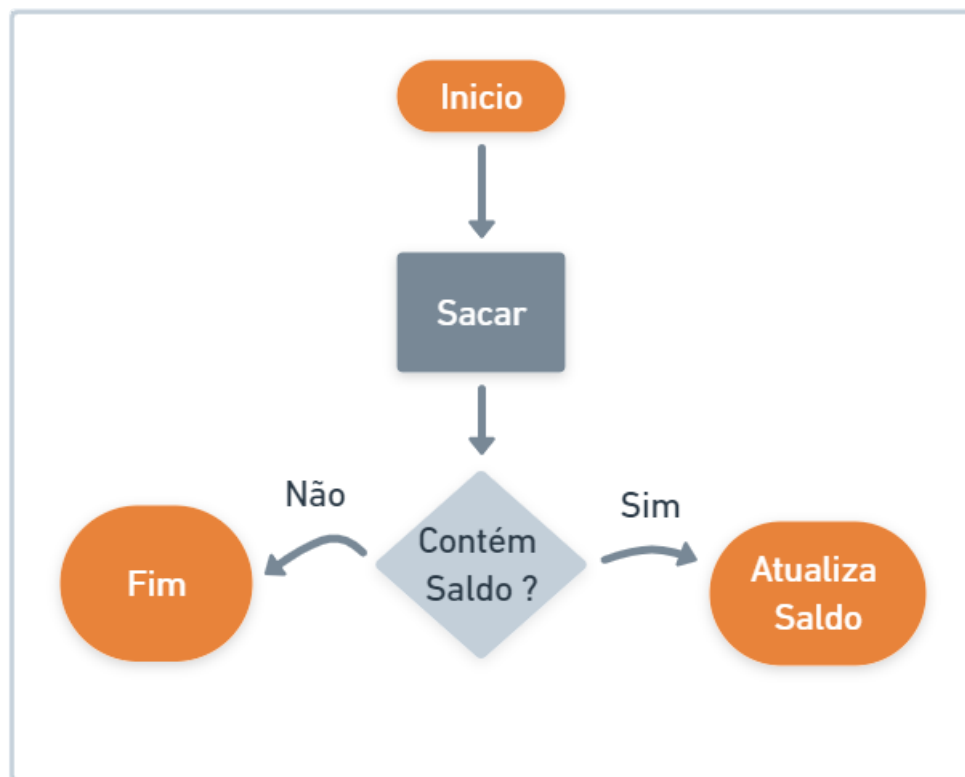 Inicio
Sacar
Não
Sim
Contém
Saldo ?
Fim
Atualiza
Saldo